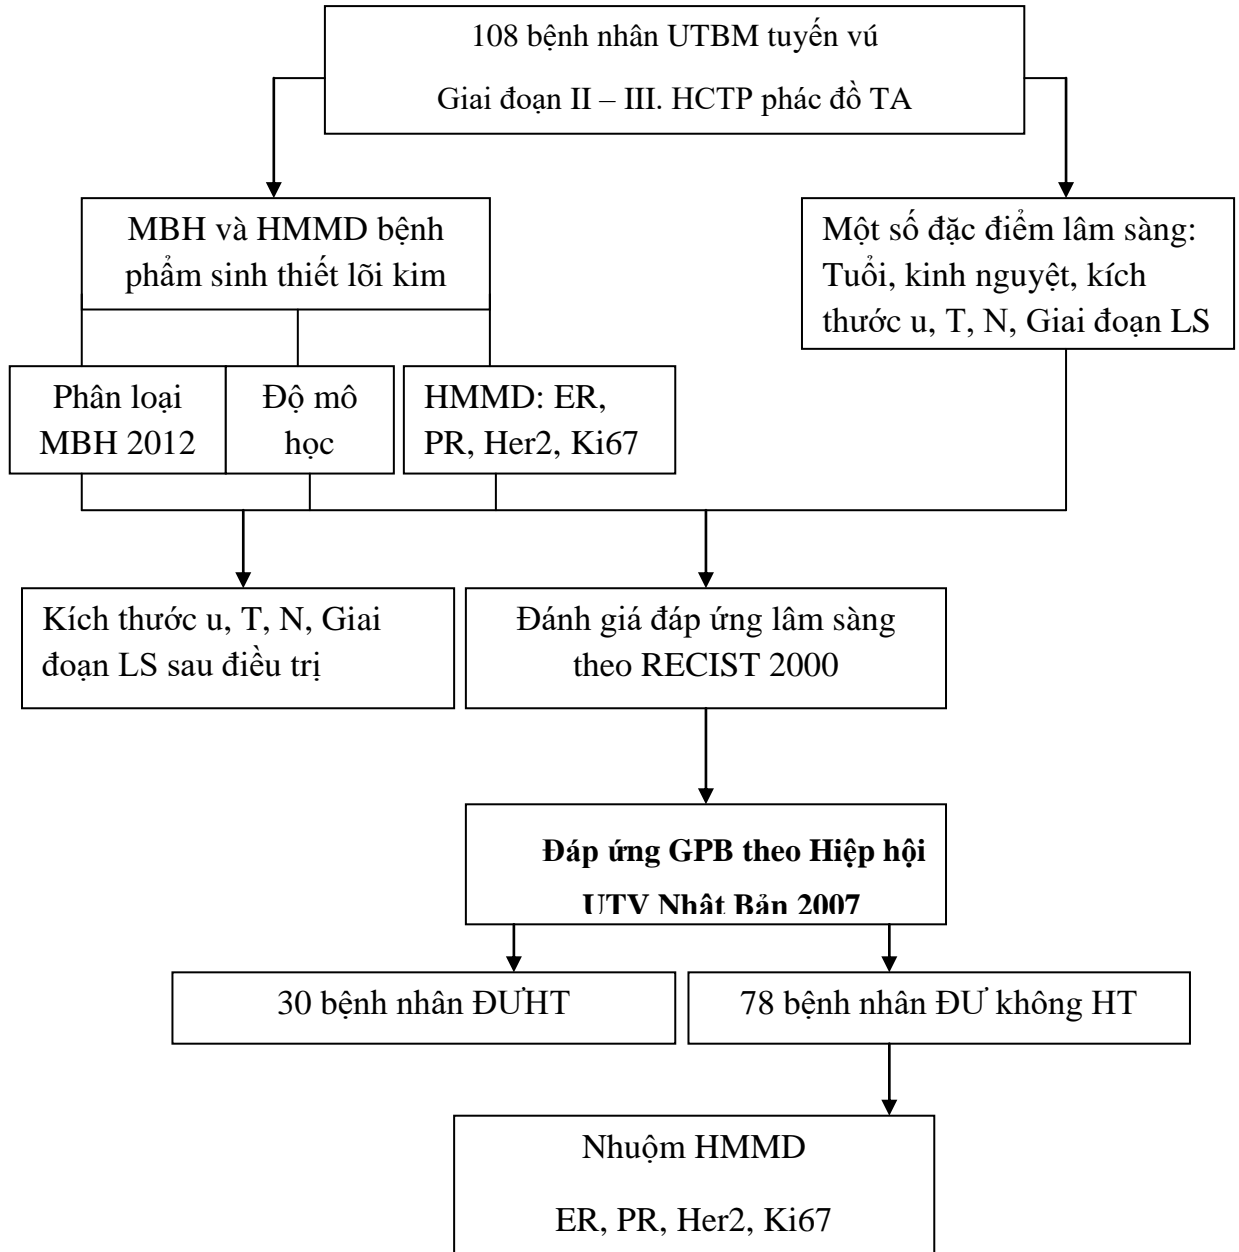 108 bệnh nhân UTBM tuyến vú
Giai đoạn II – III. HCTP phác đồ TA
MBH và HMMD bệnh
phẩm sinh thiết lõi kim
Một số đặc điểm lâm sàng:
Tuổi, kinh nguyệt, kích
thước u, T, N, Giai đoạn LS
Phân loại
MBH 2012
Độ mô
học
HMMD: ER,
PR, Her2, Ki67
Kích thước u, T, N, Giai
đoạn LS sau điều trị
Đánh giá đáp ứng lâm sàng
theo RECIST 2000
Đáp ứng GPB theo Hiệp hội
UTV Nhật Bản 2007
30 bệnh nhân ĐƯHT
78 bệnh nhân ĐƯ không HT
Nhuộm HMMD
ER, PR, Her2, Ki67